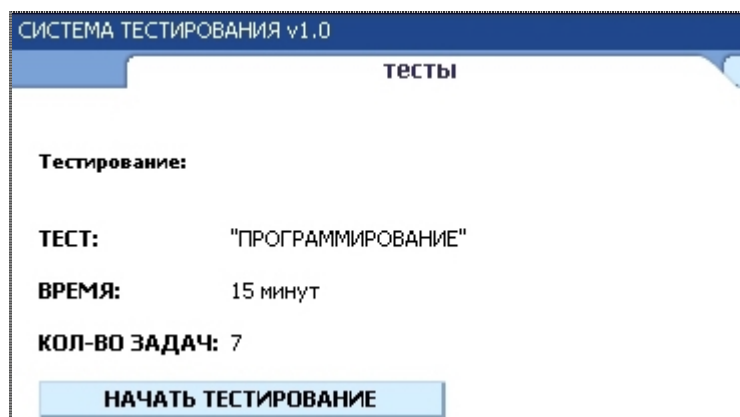 СИСТЕМА ТЕСТИРОВАНИЯ v1.0
тесты
Тестирование:
ТЕСТ: "ПРОГРАММИРОВАНИЕ"
ВРЕМЯ: 15 минут
КОЛ-ВО ЗАДАЧ: 7
НАЧАТЬ ТЕСТИРОВАНИЕ